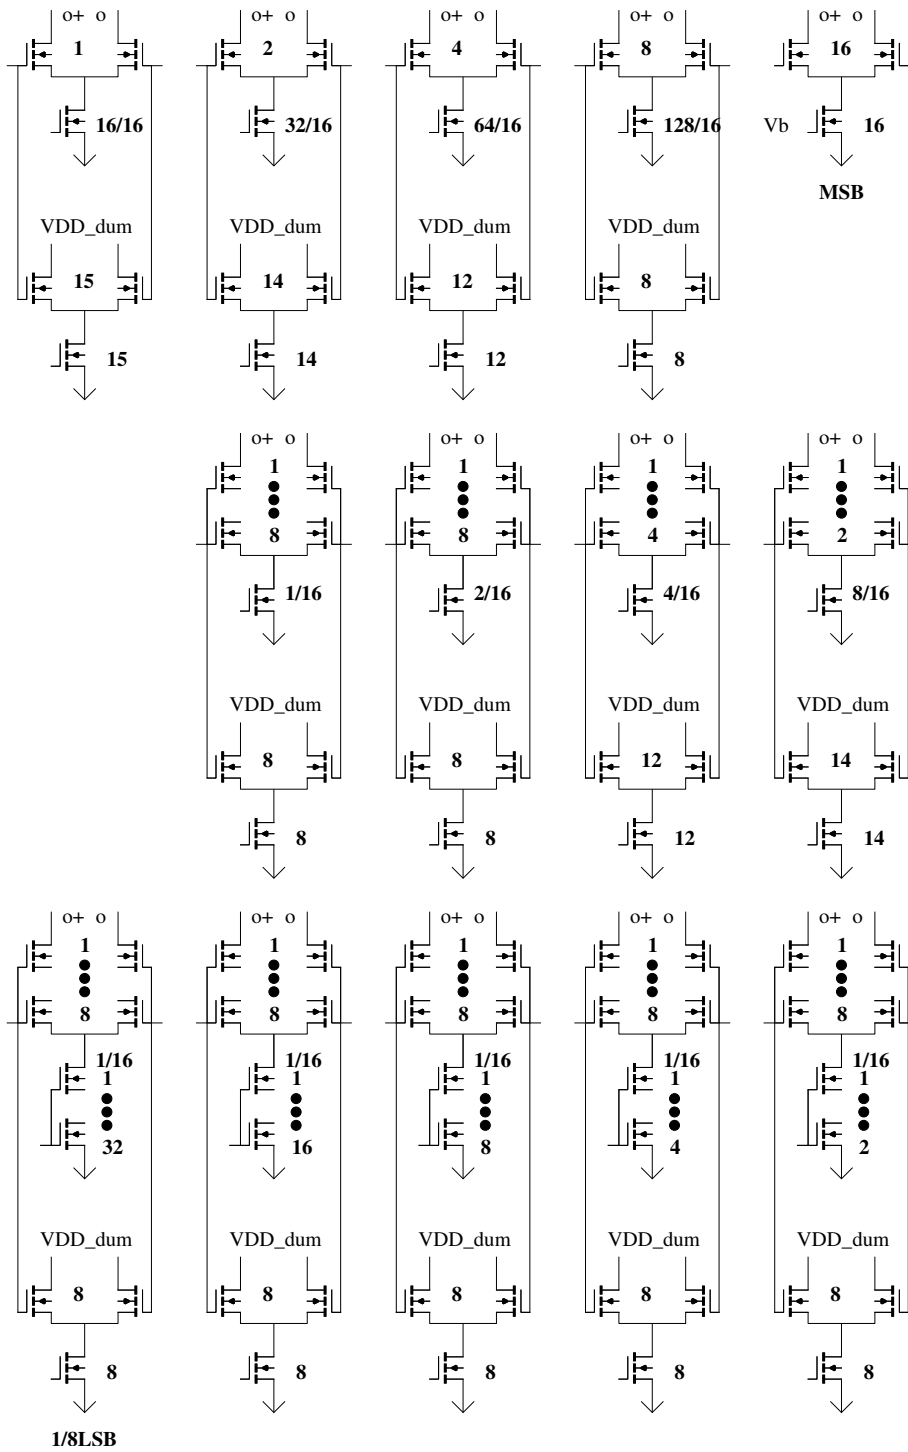 o+ o o+ o o+ o o+ o o+ o
1 2 4 8 16
16/16 32/16 64/16 128/16 Vb 16
MSB
VDD_dum VDD_dum VDD_dum VDD_dum
15 14 12 8
15 14 12 8
o+ o o+ o o+ o o+ o
1 1 1 1
8 8 4 2
1/16 2/16 4/16 8/16
VDD_dum VDD_dum VDD_dum VDD_dum
8 8 12 14
8 8 12 14
o+ o o+ o o+ o o+ o o+ o
1 1 1 1 1
8 8 8 8 8
1/16 1/16 1/16 1/16 1/16
1 1 1 1 1
32 16 8 4 2
VDD_dum VDD_dum VDD_dum VDD_dum VDD_dum
8 8 8 8 8
8 8 8 8 8
1/8LSB